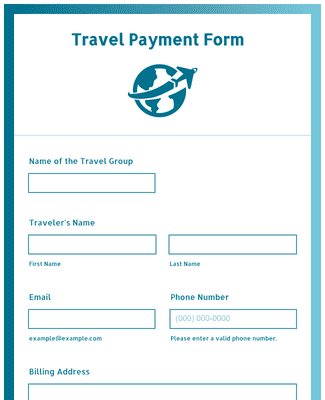 Travel Payment Form
Name of the Travel Group
Traveler's Name
First Name Last Name
Email Phone Number
(000) 000-0000
example@example.com Please enter a valid phone number.
Billing Address